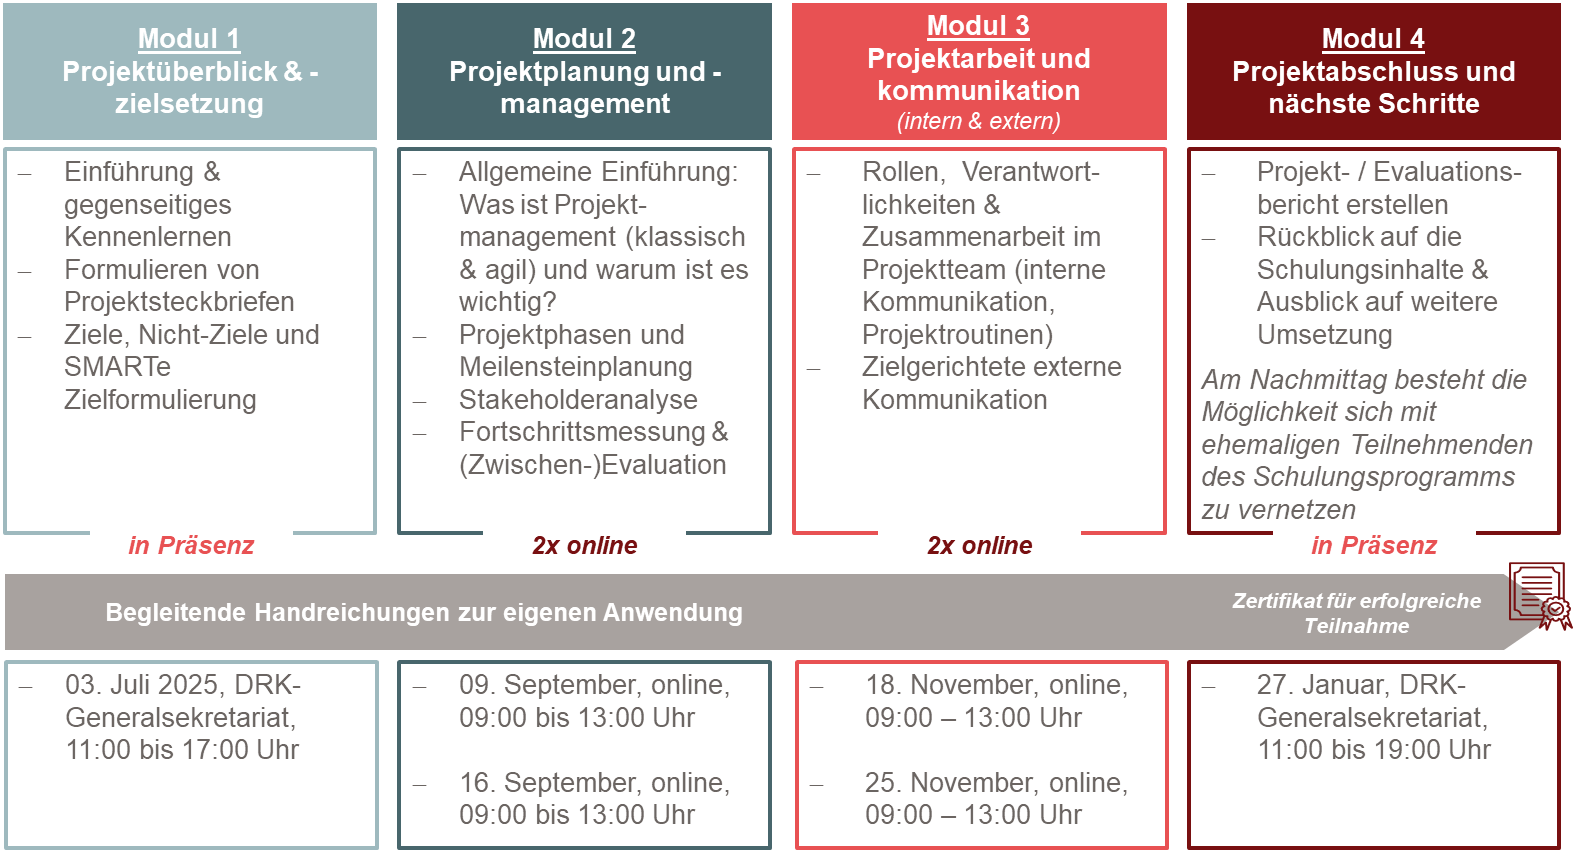 Modul 1
Projektüberblick & -
zielsetzung
Modul 2
Projektplanung und -
management
Modul 3
Projektarbeit und
kommunikation
(intern & extern)
Modul 4
Projektabschluss und
nächste Schritte
– Einführung &
gegenseitiges
Kennenlernen
– Formulieren von
Projektsteckbriefen
– Ziele, Nicht-Ziele und
SMARTe
Zielformulierung
in Präsenz
– Allgemeine Einführung:
Was ist Projekt-
management (klassisch
& agil) und warum ist es
wichtig?
– Projektphasen und
Meilensteinplanung
– Stakeholderanalyse
– Fortschrittsmessung &
(Zwischen-)Evaluation
2x online
– Rollen, Verantwort-
lichkeiten &
Zusammenarbeit im
Projektteam (interne
Kommunikation,
Projektroutinen)
– Zielgerichtete externe
Kommunikation
2x online
– Projekt- / Evaluations-
bericht erstellen
– Rückblick auf die
Schulungsinhalte &
Ausblick auf weitere
Umsetzung
Am Nachmittag besteht die
Möglichkeit sich mit
ehemaligen Teilnehmenden
des Schulungsprogramms
zu vernetzen
in Präsenz
Begleitende Handreichungen zur eigenen Anwendung
Zertifikat für erfolgreiche
Teilnahme
– 03. Juli 2025, DRK-
Generalsekretariat,
11:00 bis 17:00 Uhr
– 09. September, online,
09:00 bis 13:00 Uhr
– 16. September, online,
09:00 bis 13:00 Uhr
– 18. November, online,
09:00 – 13:00 Uhr
– 25. November, online,
09:00 – 13:00 Uhr
– 27. Januar, DRK-
Generalsekretariat,
11:00 bis 19:00 Uhr